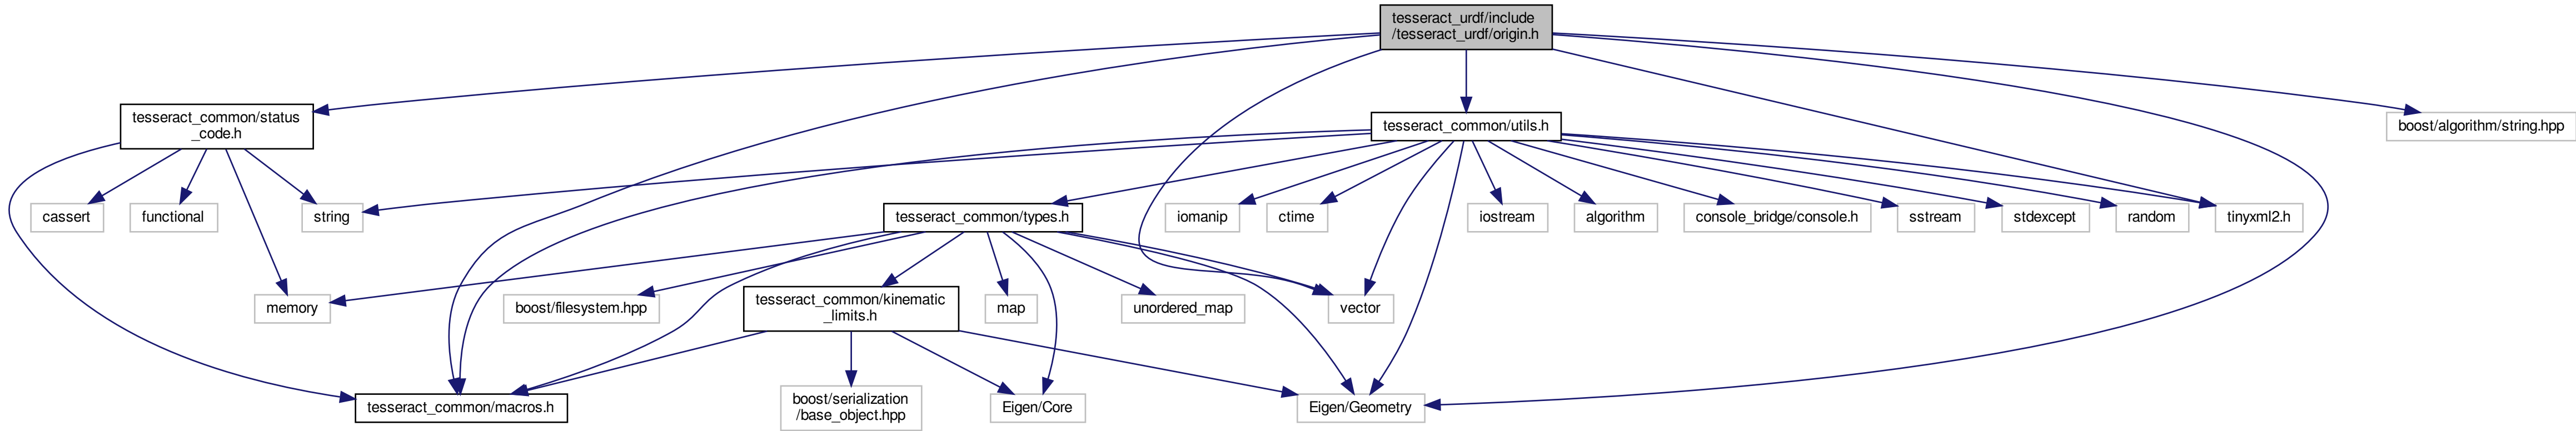 tesseract_urdf/include
/tesseract_urdf/origin.h
tesseract_common/status
_code.h
tesseract_common/utils.h
boost/algorithm/string.hpp
cassert
functional
string
tesseract_common/types.h
iomanip
ctime
iostream
algorithm
console_bridge/console.h
sstream
stdexcept
random
tinyxml2.h
memory
boost/filesystem.hpp
tesseract_common/kinematic
_limits.h
map
unordered_map
vector
tesseract_common/macros.h
boost/serialization
/base_object.hpp
Eigen/Core
Eigen/Geometry